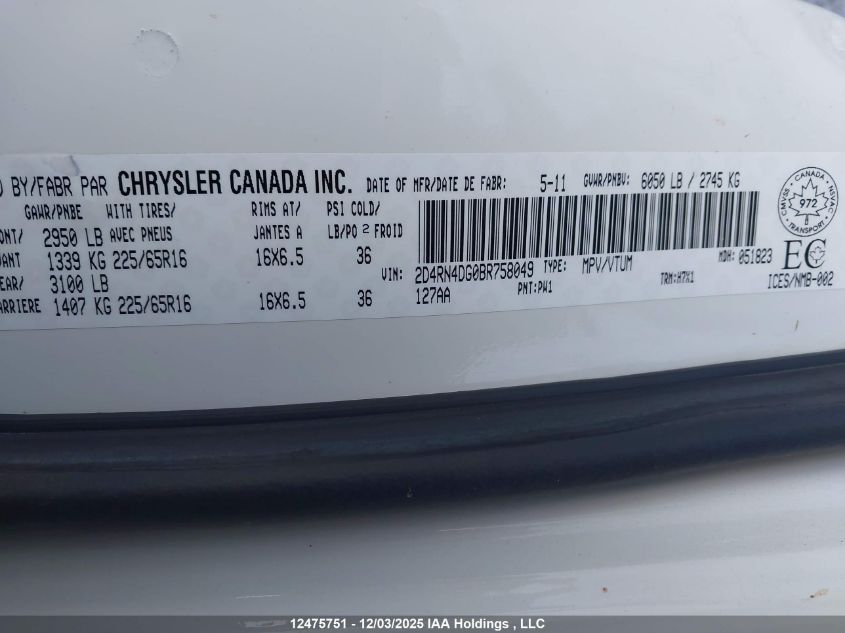 BY/FABR PAR CHRYSLER CANADA INC. DATE OF MFR/DATE DE FABR: 5-11 GVWR/PNBV: 6050 LB / 2745 KG
GAWR/PNBE WITH TIRES/ RIMS AT/ PSI COLD/
ONT/ 2950 LB AVEC PNEUS JANTES A LB/PO 2 FROID
ANT 1339 KG 225/65R16 16X6.5 36
EAR/ 3100 LB
ARRIERE 1407 KG 225/65R16 16X6.5 36
VIN: 2D4RN4DG0BR758049 TYPE: MPV/VTUM MDH: 051823
127AA PNT: PW1 TRM: H7X1
CMVSS CANADA NSVAC
972
TRANSPORT
EC
ICES/NMB-002
12475751 - 12/03/2025 IAA Holdings , LLC